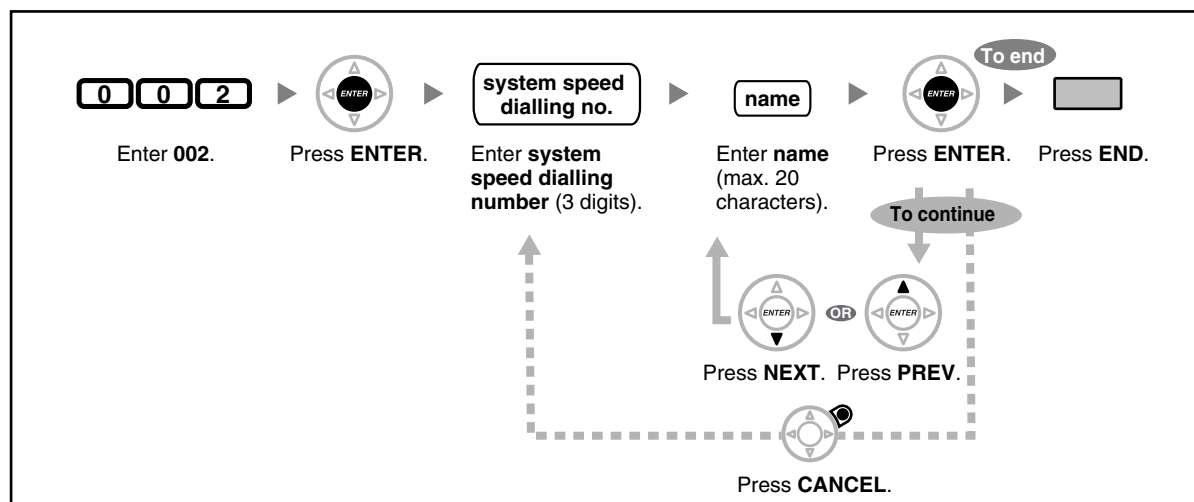 To end
0 0 2
ENTER
system speed
dialling no.
name
ENTER
Enter 002.
Press ENTER.
Enter system
speed dialling
number (3 digits).
Enter name
(max. 20
characters).
Press ENTER.
Press END.
To continue
ENTER
OR
ENTER
Press NEXT.
Press PREV.
Press CANCEL.